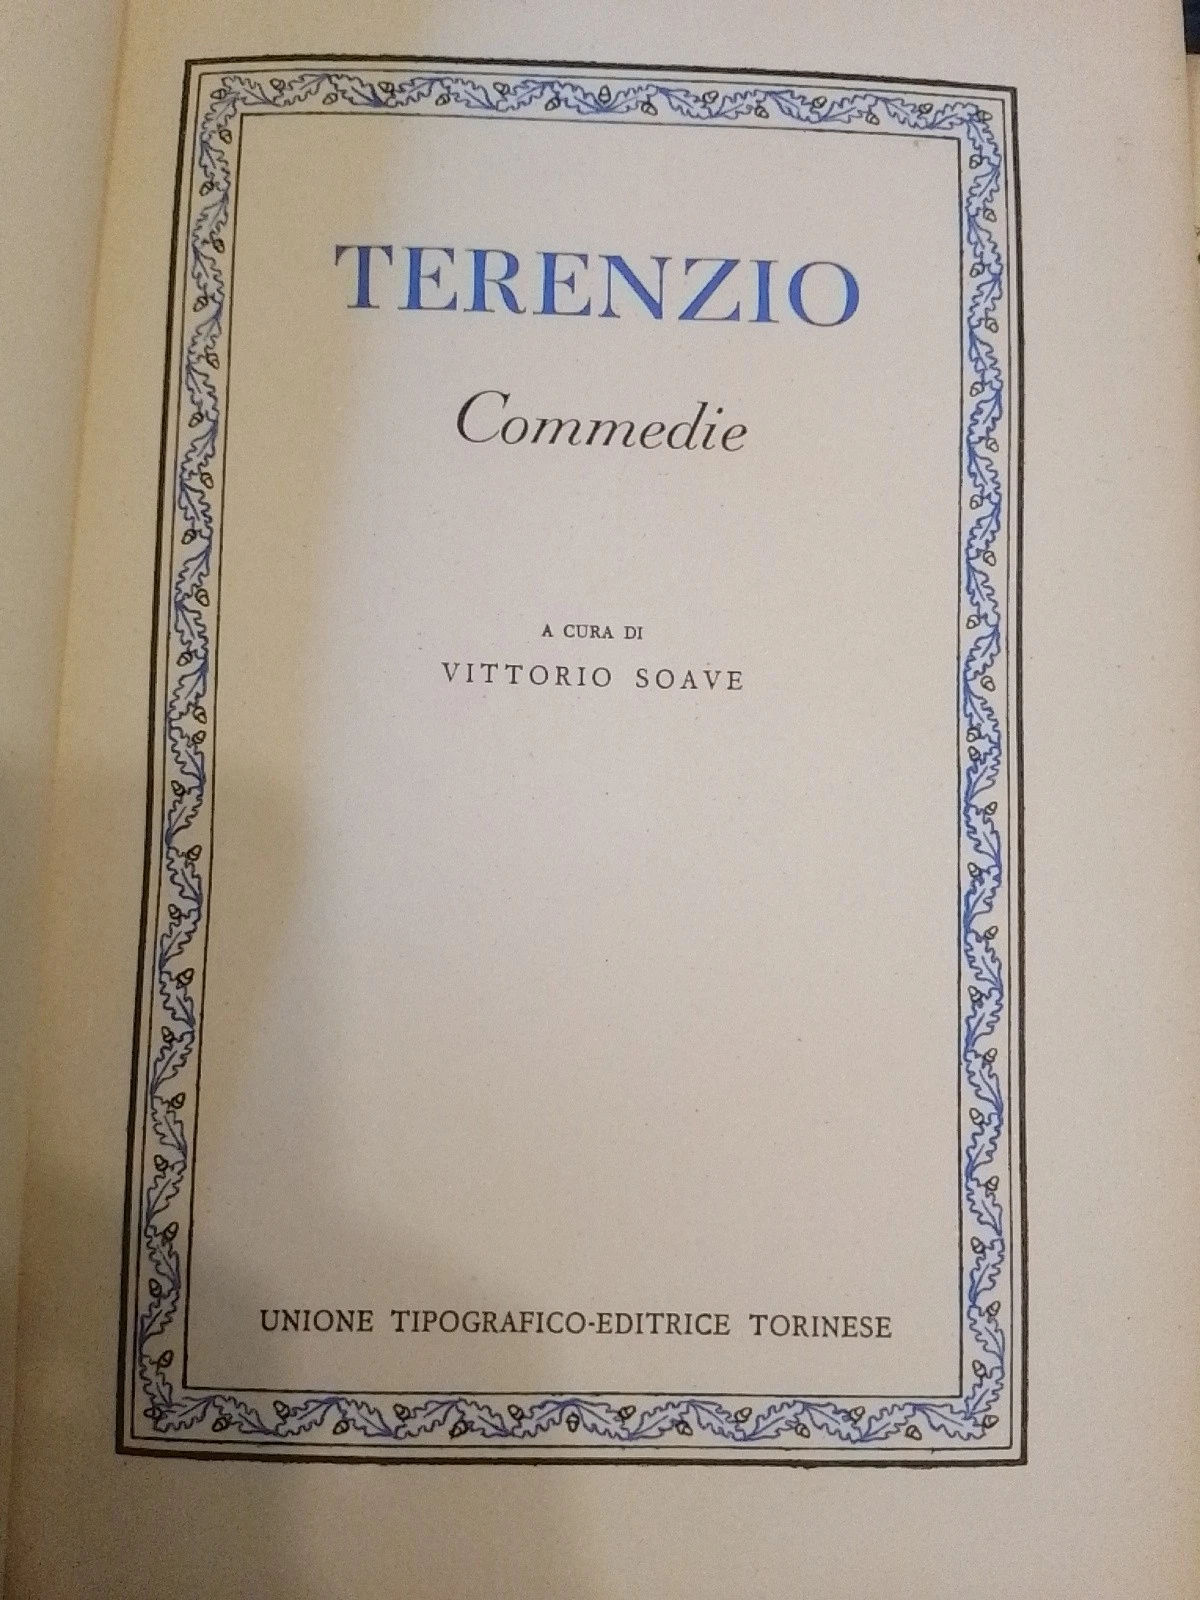 TERENZIO
Commedie
A CURA DI
VITTORIO SOAVE
UNIONE TIPOGRAFICO-EDITRICE TORINESE